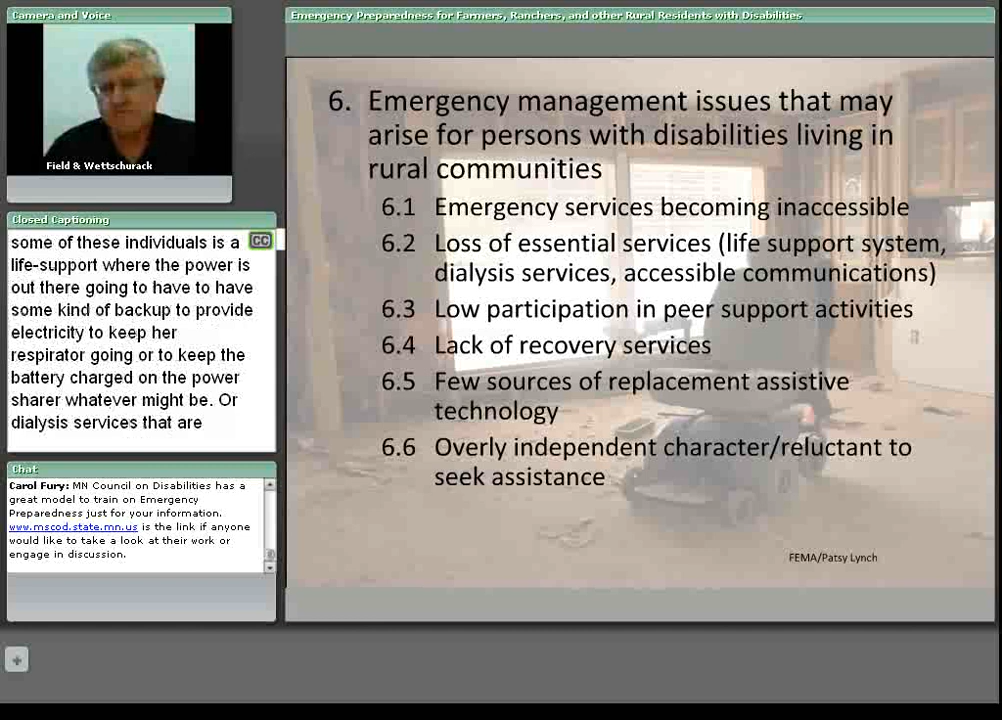 Camera and Voice
Field & Wettschurack
Closed Captioning
some of these individuals is a
CC
life-support where the power is
out there going to have to have
some kind of backup to provide
electricity to keep her
respirator going or to keep the
battery charged on the power
sharer whatever might be. Or
dialysis services that are
Chat
Carol Fury: MN Council on Disabilities has a
great model to train on Emergency
Preparedness just for your information.
www.mscod.state.mn.us is the link if anyone
would like to take a look at their work or
engage in discussion.
Emergency Preparedness for Farmers, Ranchers, and other Rural Residents with Disabilities
6. Emergency management issues that may
arise for persons with disabilities living in
rural communities
6.1 Emergency services becoming inaccessible
6.2 Loss of essential services (life support system,
dialysis services, accessible communications)
6.3 Low participation in peer support activities
6.4 Lack of recovery services
6.5 Few sources of replacement assistive
technology
6.6 Overly independent character/reluctant to
seek assistance
FEMA/Patsy Lynch